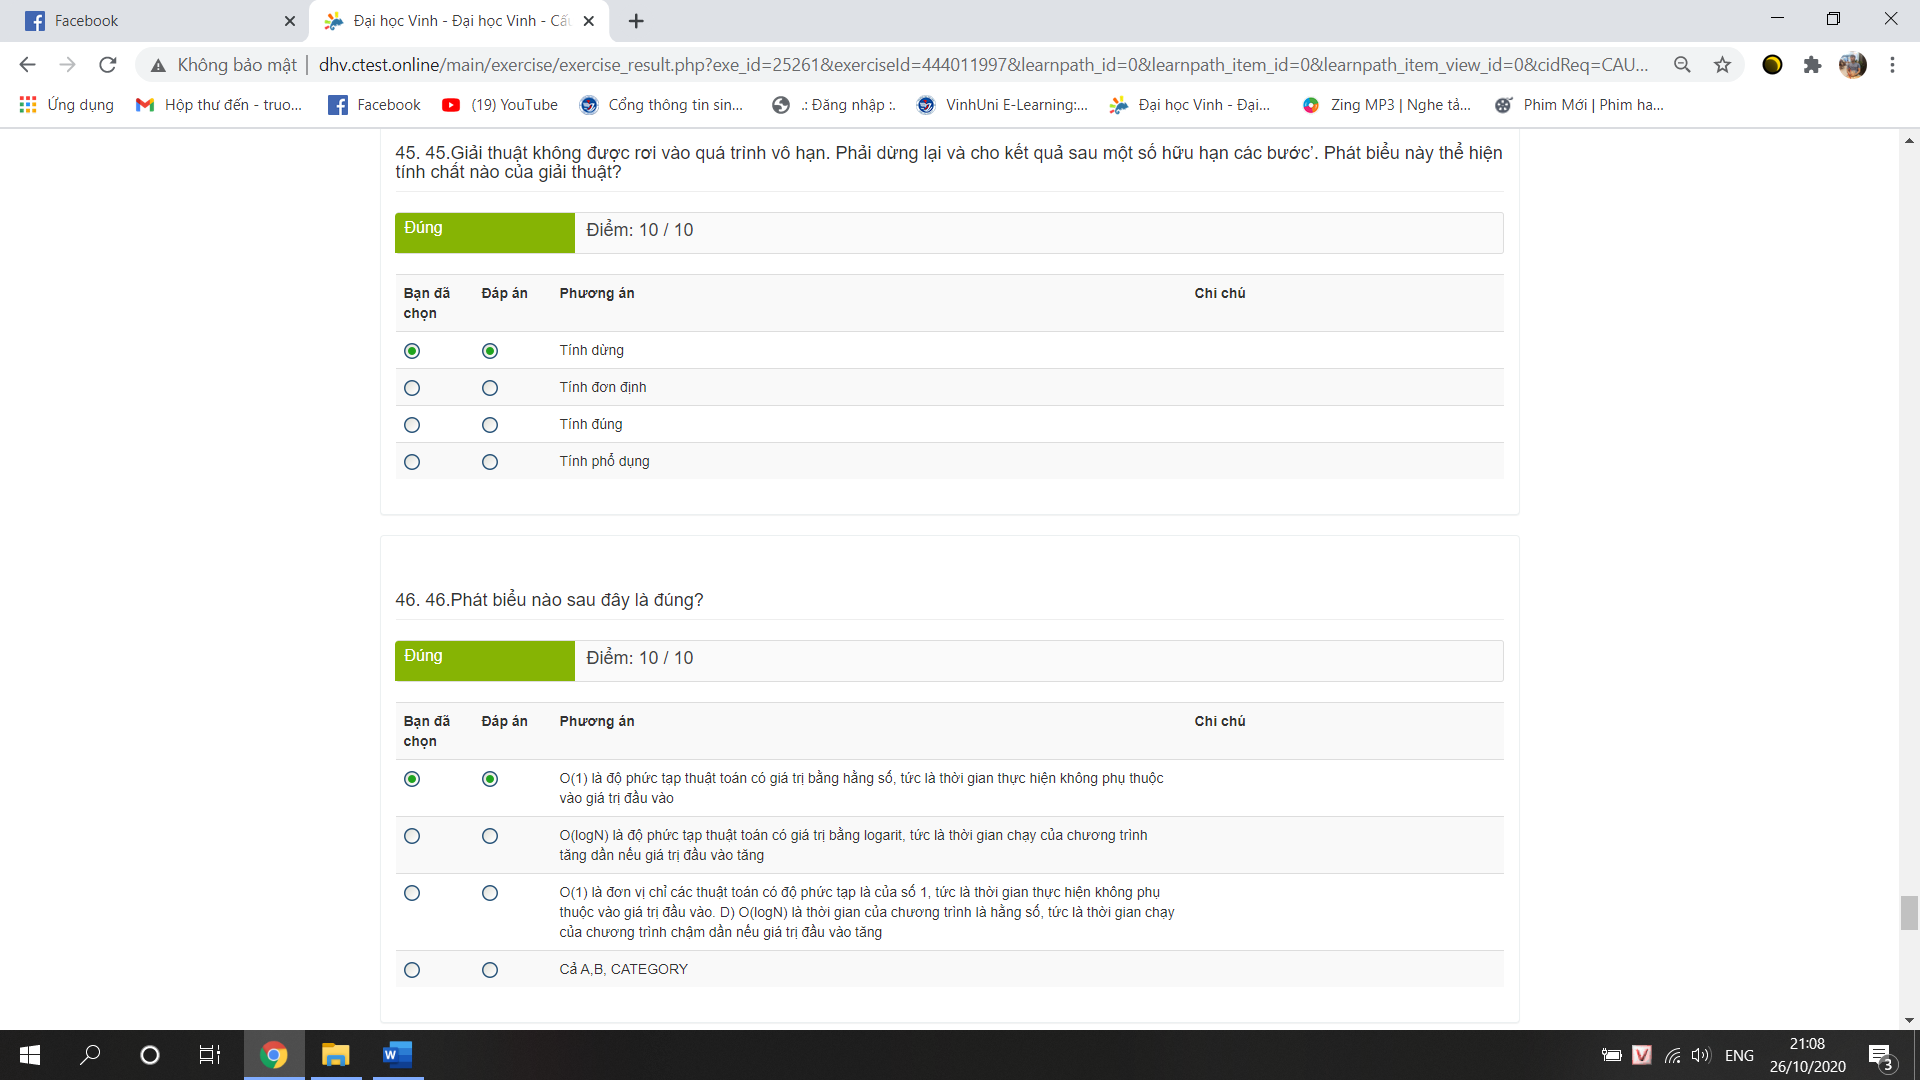 Facebook
Đại học Vinh - Đại học Vinh - Cấu
Không bảo mật
dhv.ctest.online/main/exercise/exercise_result.php?exe_id=25261&exerciseId=444011997&learnpath_id=0&learnpath_item_id=0&learnpath_item_view_id=0&cidReq=CAU...
Ứng dụng
Hộp thư đến - truo...
Facebook
(19) YouTube
Cổng thông tin sin...
.: Đăng nhập :.
VinhUni E-Learning:...
Đại học Vinh - Đại...
Zing MP3 | Nghe tả...
Phim Mới | Phim ha...
45. 45.Giải thuật không được rơi vào quá trình vô hạn. Phải dừng lại và cho kết quả sau một số hữu hạn các bước’. Phát biểu này thể hiện
tính chất nào của giải thuật?
Đúng
Điểm: 10 / 10
Bạn đã
chọn
Đáp án
Phương án
Chi chú
Tính dừng
Tính đơn định
Tính đúng
Tính phổ dụng
46. 46.Phát biểu nào sau đây là đúng?
Đúng
Điểm: 10 / 10
Bạn đã
chọn
Đáp án
Phương án
Chi chú
O(1) là độ phức tạp thuật toán có giá trị bằng hằng số, tức là thời gian thực hiện không phụ thuộc
vào giá trị đầu vào
O(logN) là độ phức tạp thuật toán có giá trị bằng logarit, tức là thời gian chạy của chương trình
tăng dần nếu giá trị đầu vào tăng
O(1) là đơn vị chỉ các thuật toán có độ phức tạp là của số 1, tức là thời gian thực hiện không phụ
thuộc vào giá trị đầu vào. D) O(logN) là thời gian của chương trình là hằng số, tức là thời gian chạy
của chương trình chậm dần nếu giá trị đầu vào tăng
Cả A,B, CATEGORY
ENG
21:08
26/10/2020
3